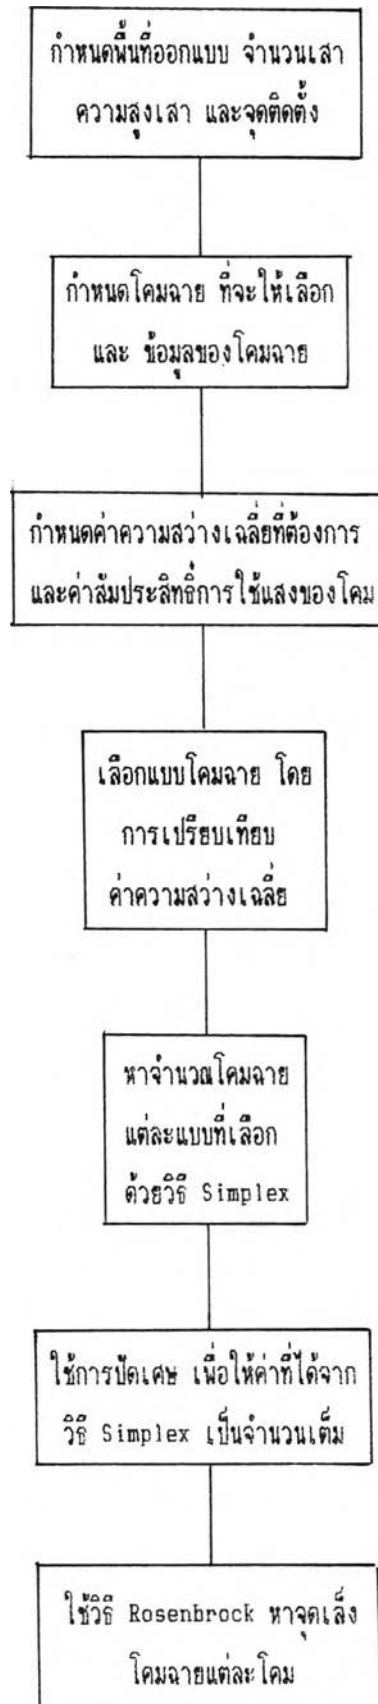 กำหนดพื้นที่ออกแบบ จำนวนเสา
ความสูงเสา และจุดติดตั้ง
กำหนดโคมฉาย ที่จะให้เลือก
และ ข้อมูลของโคมฉาย
กำหนดค่าความสว่างเฉลี่ยที่ต้องการ
และค่าสัมประสิทธิ์การใช้แสงของโคม
เลือกแบบโคมฉาย โดย
การเปรียบเทียบ
ค่าความสว่างเฉลี่ย
หาจำนวณโคมฉาย
แต่ละแบบที่เลือก
ด้วยวิธี Simplex
ใช้การปัดเศษ เพื่อให้ค่าที่ได้จาก
วิธี Simplex เป็นจำนวนเต็ม
ใช้วิธี Rosenbrock หาจุดเล็ง
โคมฉายแต่ละโคม